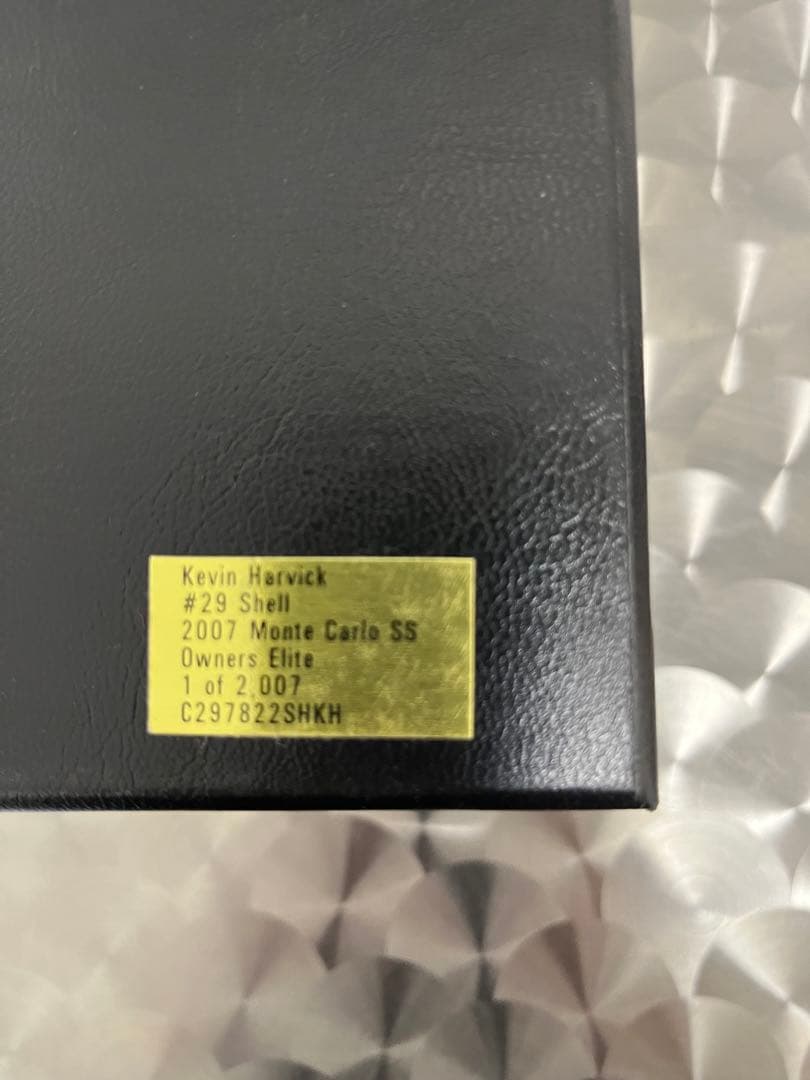 Kevin Harvick
#29 Shell
2007 Monte Carlo SS
Owners Elite
1 of 2,007
C297822SHKH